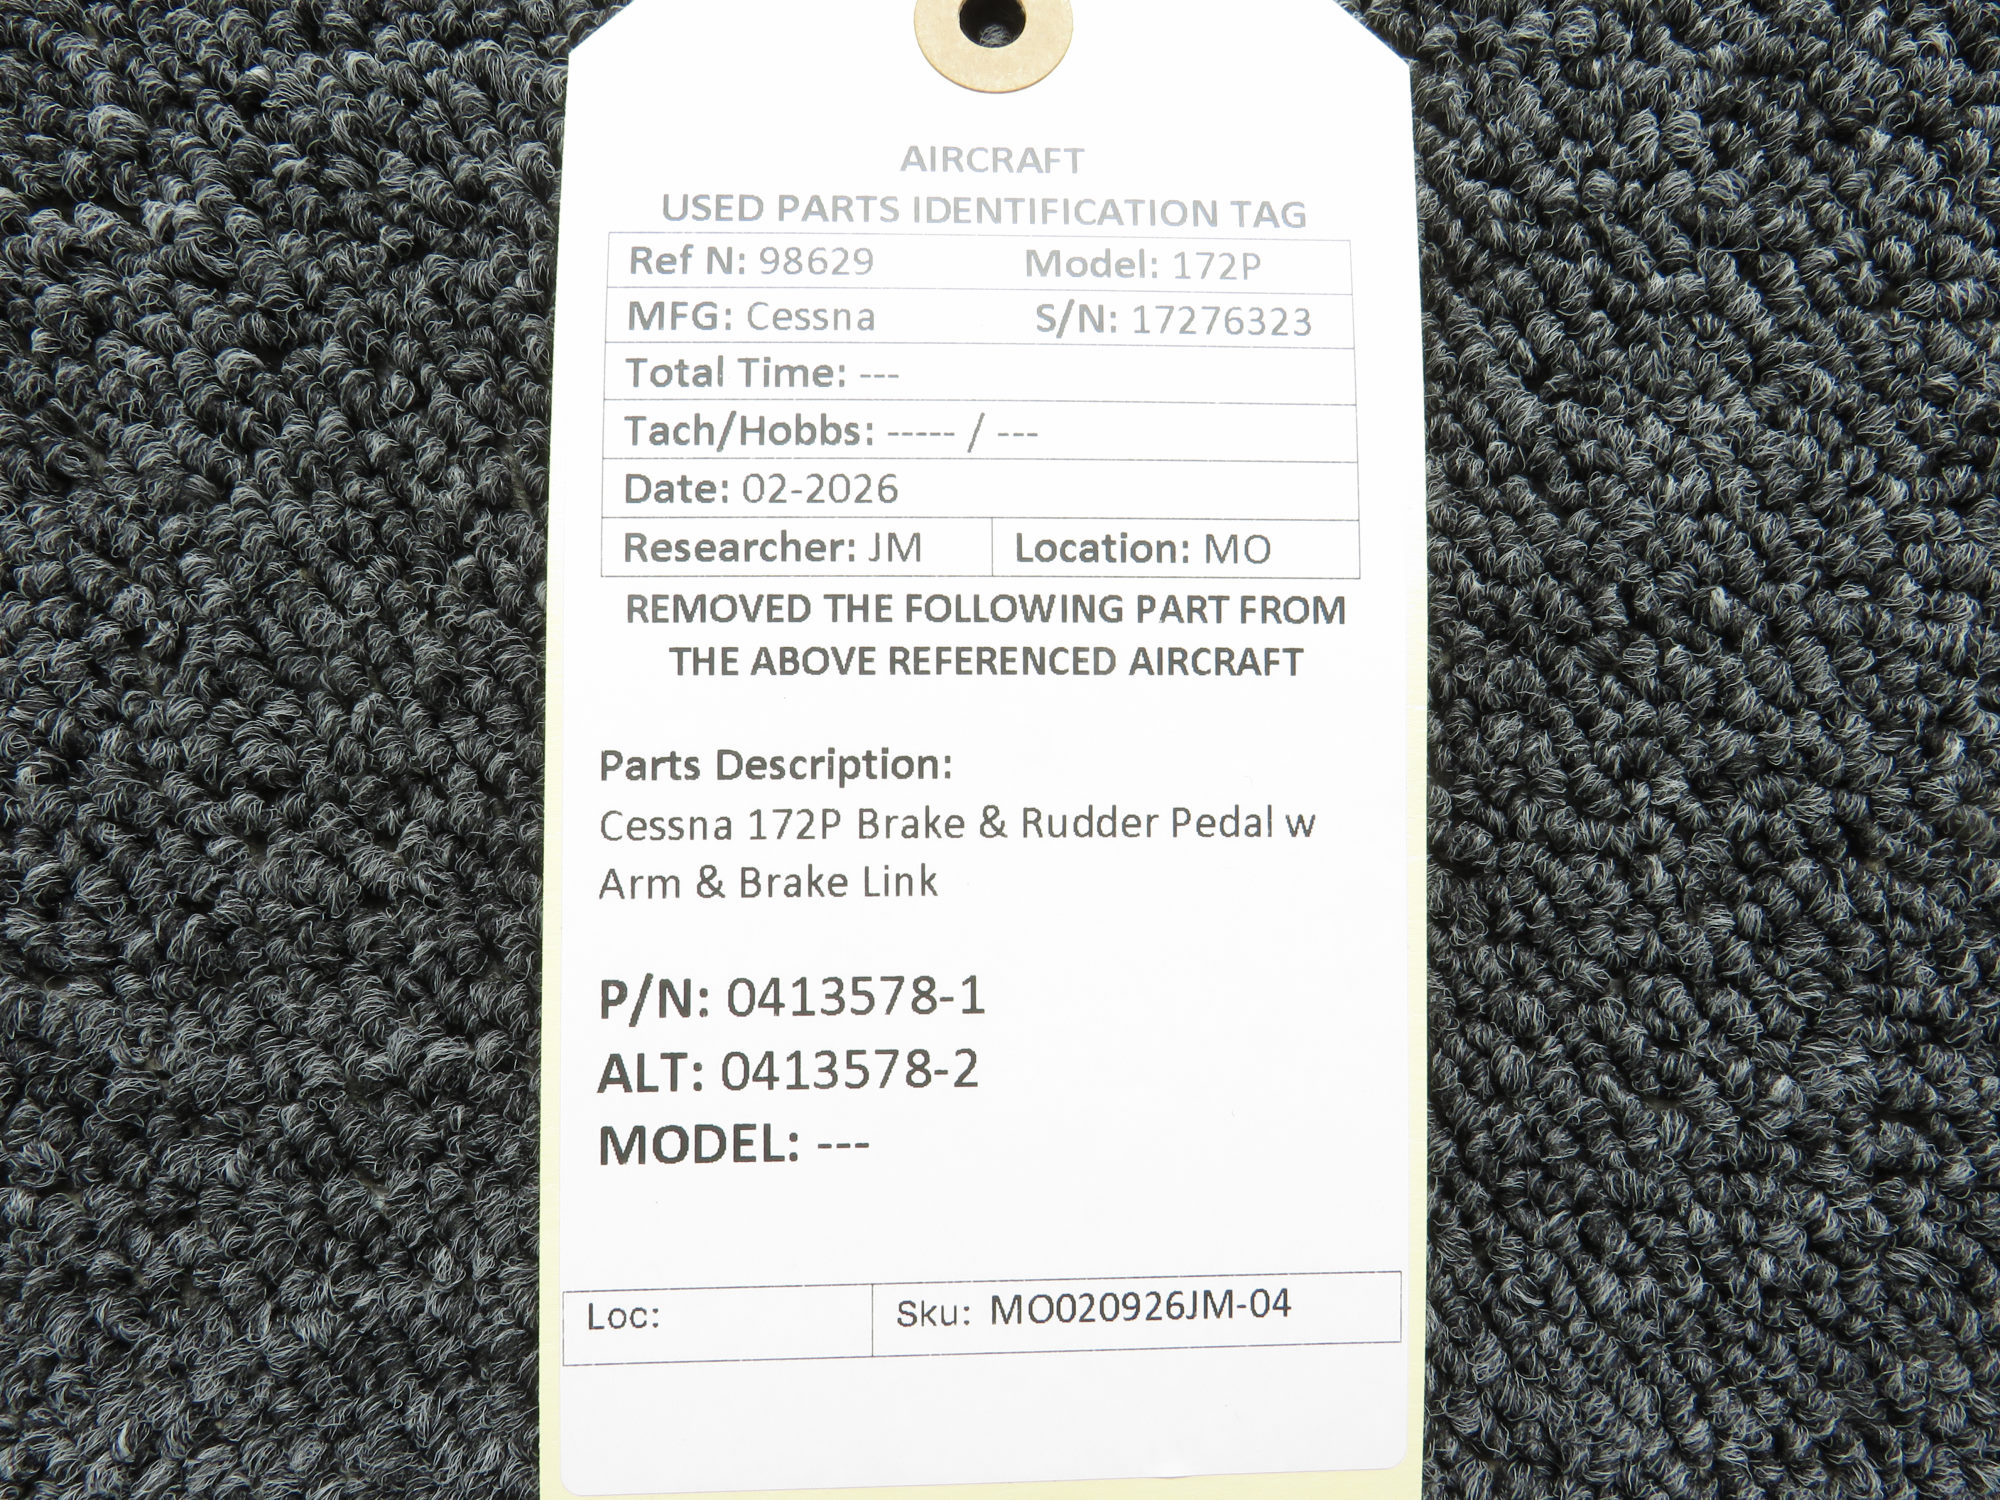 AIRCRAFT
USED PARTS IDENTIFICATION TAG
Ref N: 98629 Model: 172P
MFG: Cessna S/N: 17276323
Total Time: ---
Tach/Hobbs: ----- / ---
Date: 02-2026
Researcher: JM Location: MO
REMOVED THE FOLLOWING PART FROM
THE ABOVE REFERENCED AIRCRAFT
Parts Description:
Cessna 172P Brake & Rudder Pedal w
Arm & Brake Link
P/N: 0413578-1
ALT: 0413578-2
MODEL: ---
Loc: Sku: MO020926JM-04